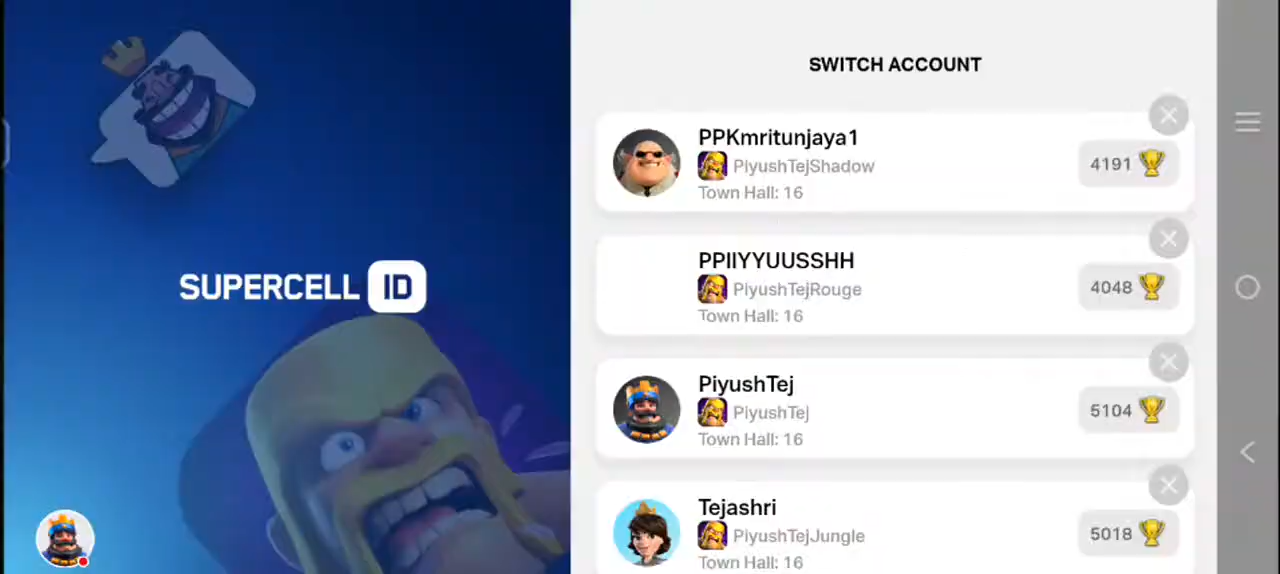 SUPERCELL ID
SWITCH ACCOUNT
PPKmritunjaya1
PiyushTejShadow
Town Hall: 16
4191
PPIIYYUUSSHH
PiyushTejRouge
Town Hall: 16
4048
PiyushTej
PiyushTej
Town Hall: 16
5104
Tejashri
PiyushTejJungle
Town Hall: 16
5018